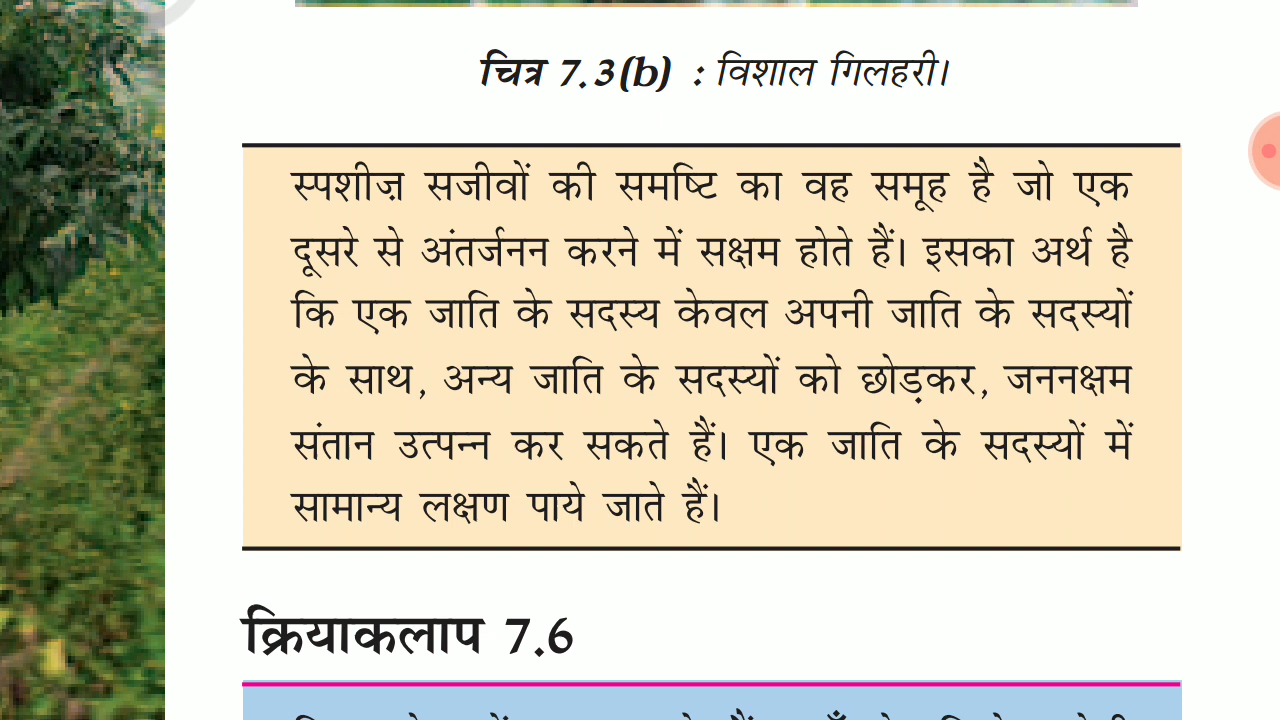 चित्र 7.3(b) : विशाल गिलहरी।
स्पशीज़ सजीवों की समष्टि का वह समूह है जो एक
दूसरे से अंतर्जनन करने में सक्षम होते हैं। इसका अर्थ है
कि एक जाति के सदस्य केवल अपनी जाति के सदस्यों
के साथ, अन्य जाति के सदस्यों को छोड़कर, जननक्षम
संतान उत्पन्न कर सकते हैं। एक जाति के सदस्यों में
सामान्य लक्षण पाये जाते हैं।
क्रियाकलाप 7.6